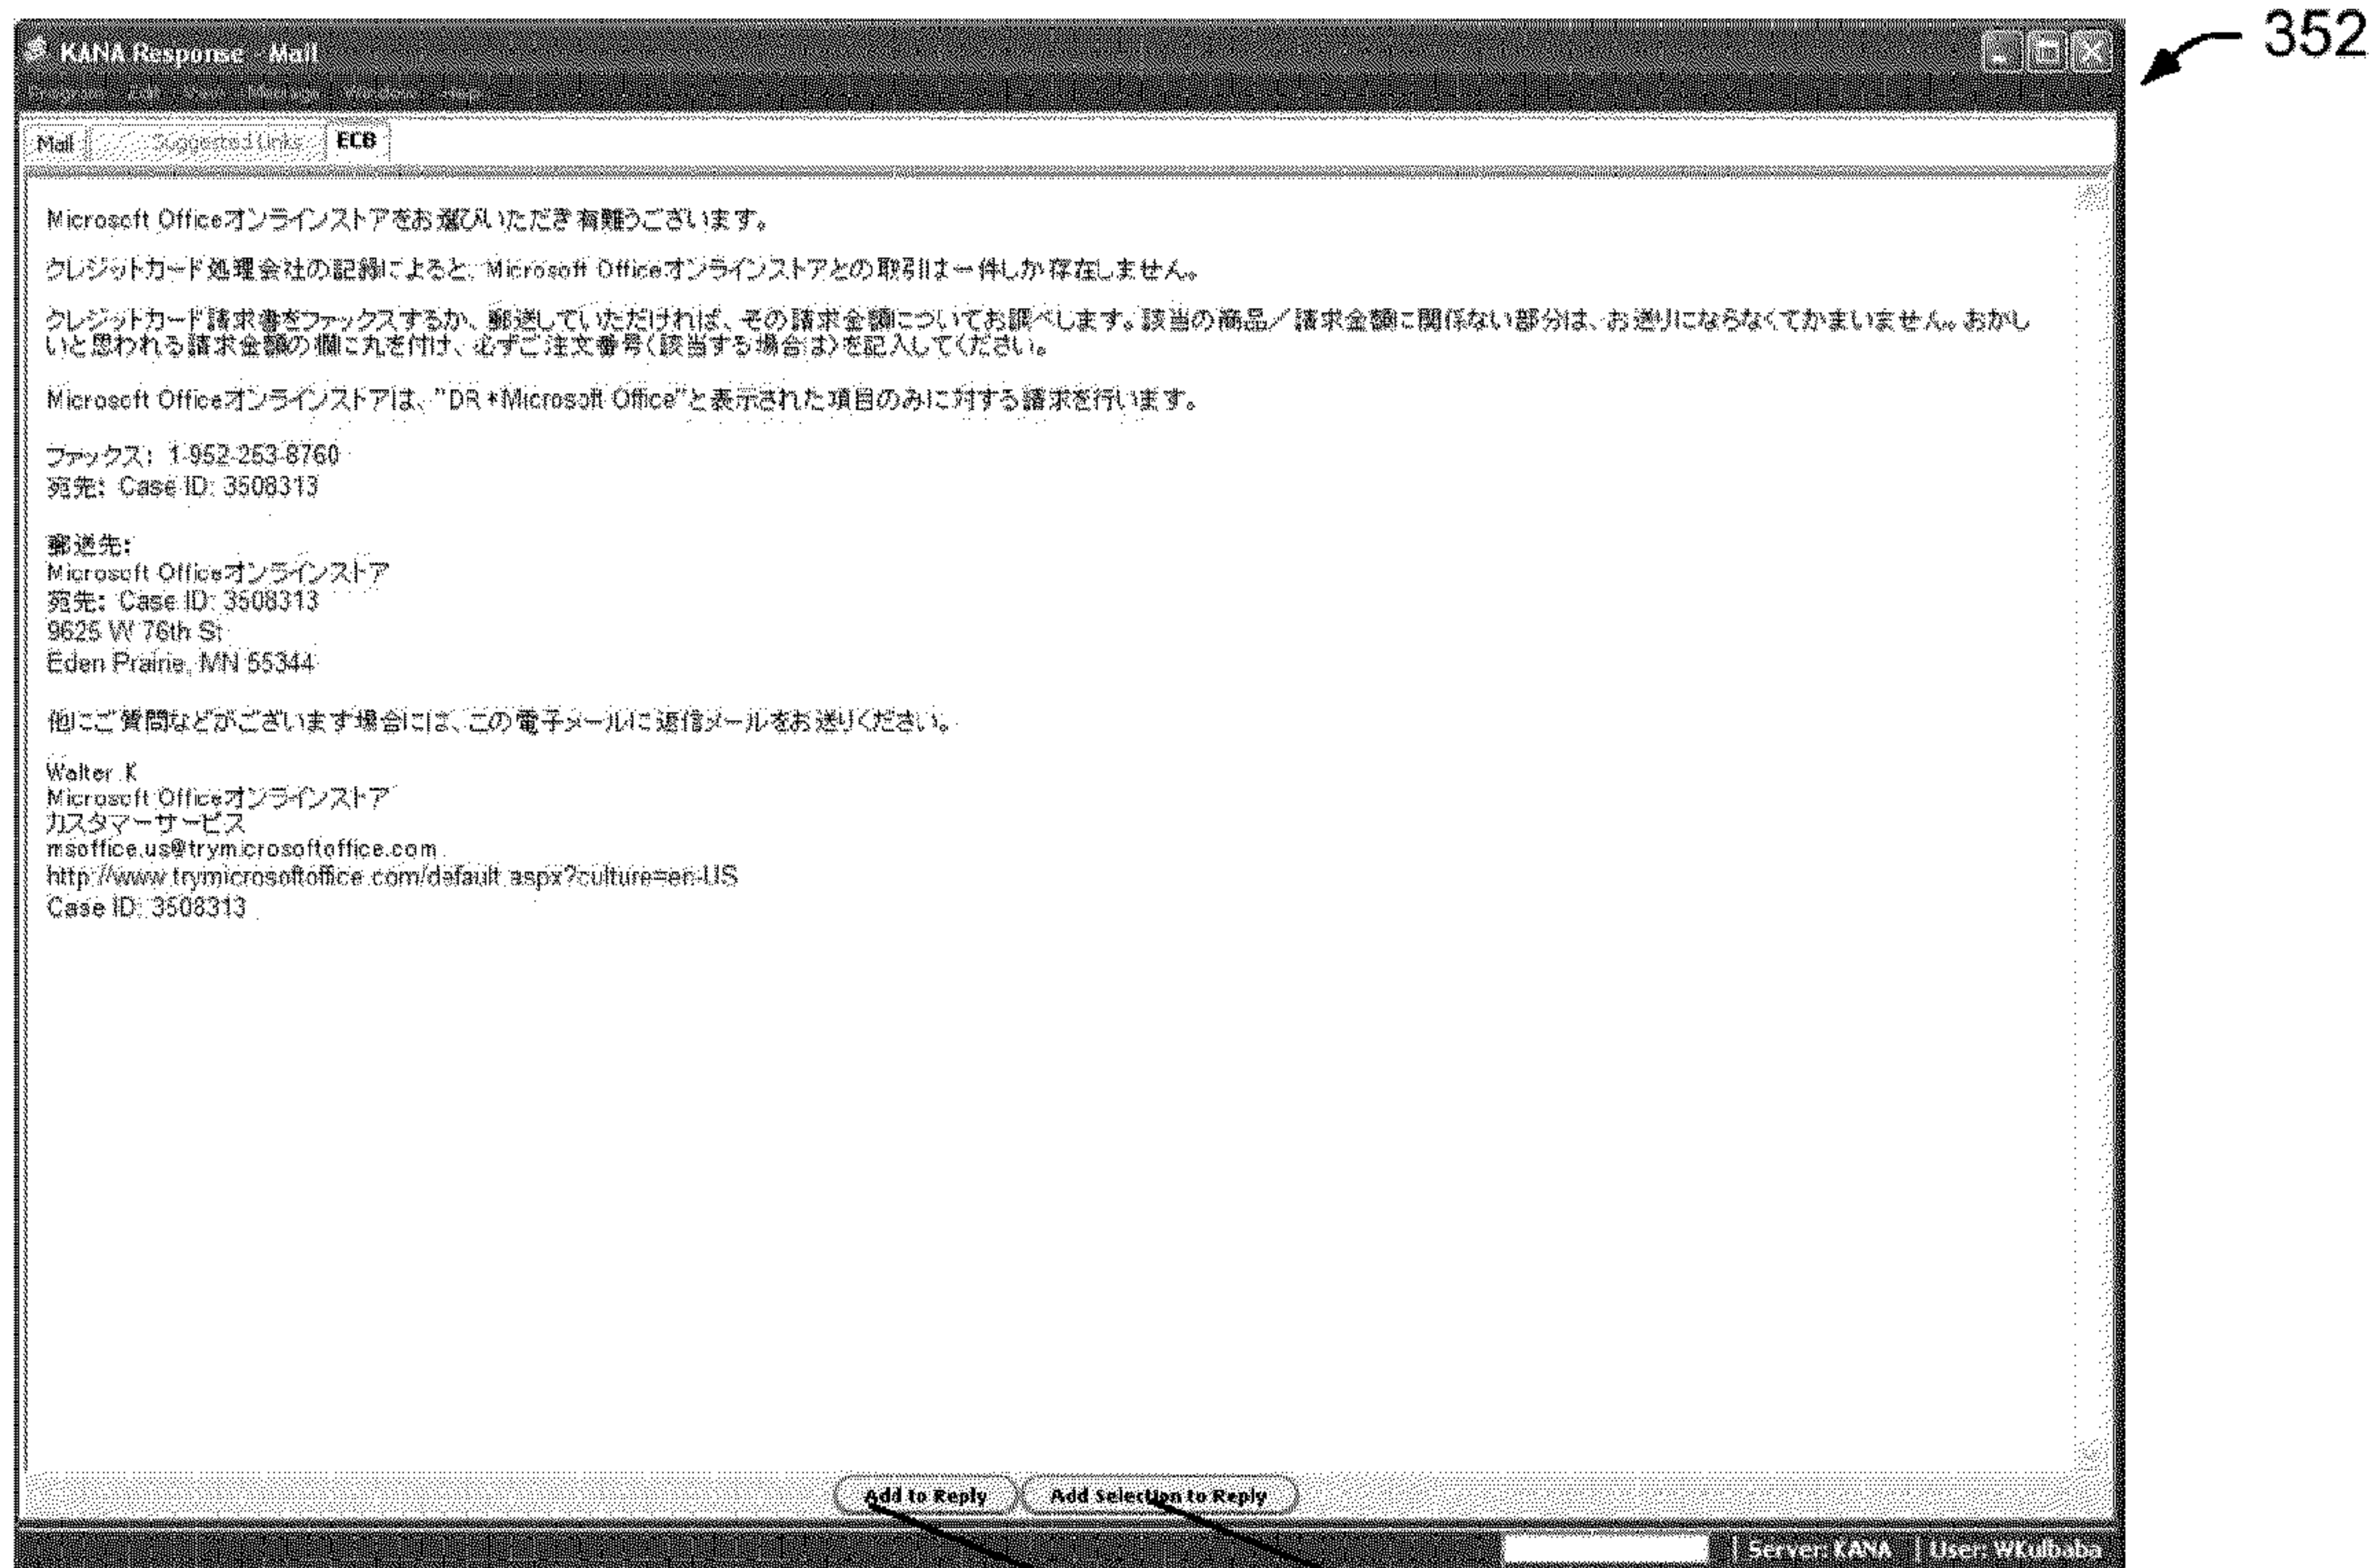 352
KANA Response - Mail
Program Edit View Message Window Help
Mail Suggested Links ECB
Microsoft Officeオンラインストアをお選びいただき有難うございます。
クレジットカード処理会社の記録によると、Microsoft Officeオンラインストアとの取引は一件しか存在しません。
クレジットカード請求書をファックスするか、郵送していただければ、その請求金額についてお調べします。該当の商品／請求金額に関係ない部分は、お送りにならなくてかまいません。おかし
いと思われる請求金額の欄に丸を付け、必ずご注文番号（該当する場合は）を記入してください。
Microsoft Officeオンラインストアは、"DR *Microsoft Office"と表示された項目のみに対する請求を行います。
ファックス: 1-952-253-8760
宛先: Case ID: 3508313
郵送先:
Microsoft Officeオンラインストア
宛先: Case ID: 3508313
9625 W 76th St
Eden Prairie, MN 55344
他にご質問などがございます場合には、この電子メールに返信メールをお送りください。
Walter K
Microsoft Officeオンラインストア
カスタマーサービス
msoffice.us@trymicrosoftoffice.com
http://www.trymicrosoftoffice.com/default.aspx?culture=en-US
Case ID: 3508313
Add to Reply Add Selection to Reply
Server: KANA User: WKulbaba